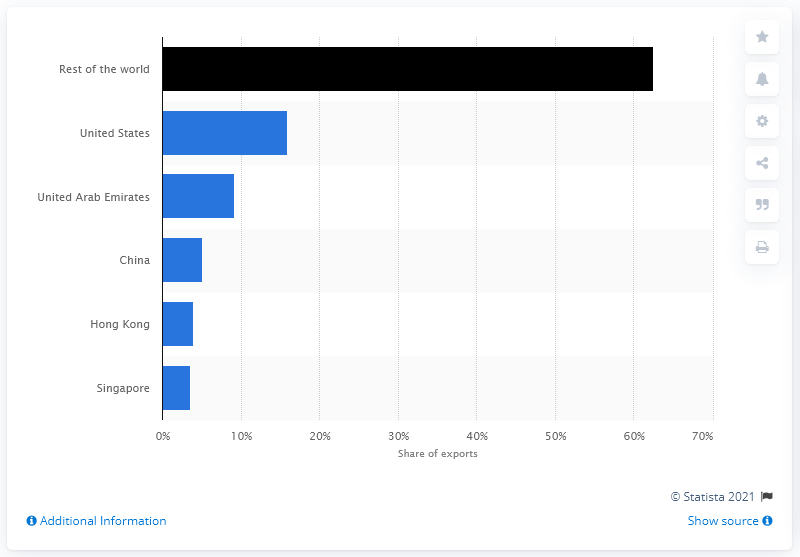 Rest of the world
United States
United Arab Emirates
China
Hong Kong
Singapore
0% 10% 20% 30% 40% 50% 60% 70%
Share of exports
© Statista 2021
Additional Information
Show source